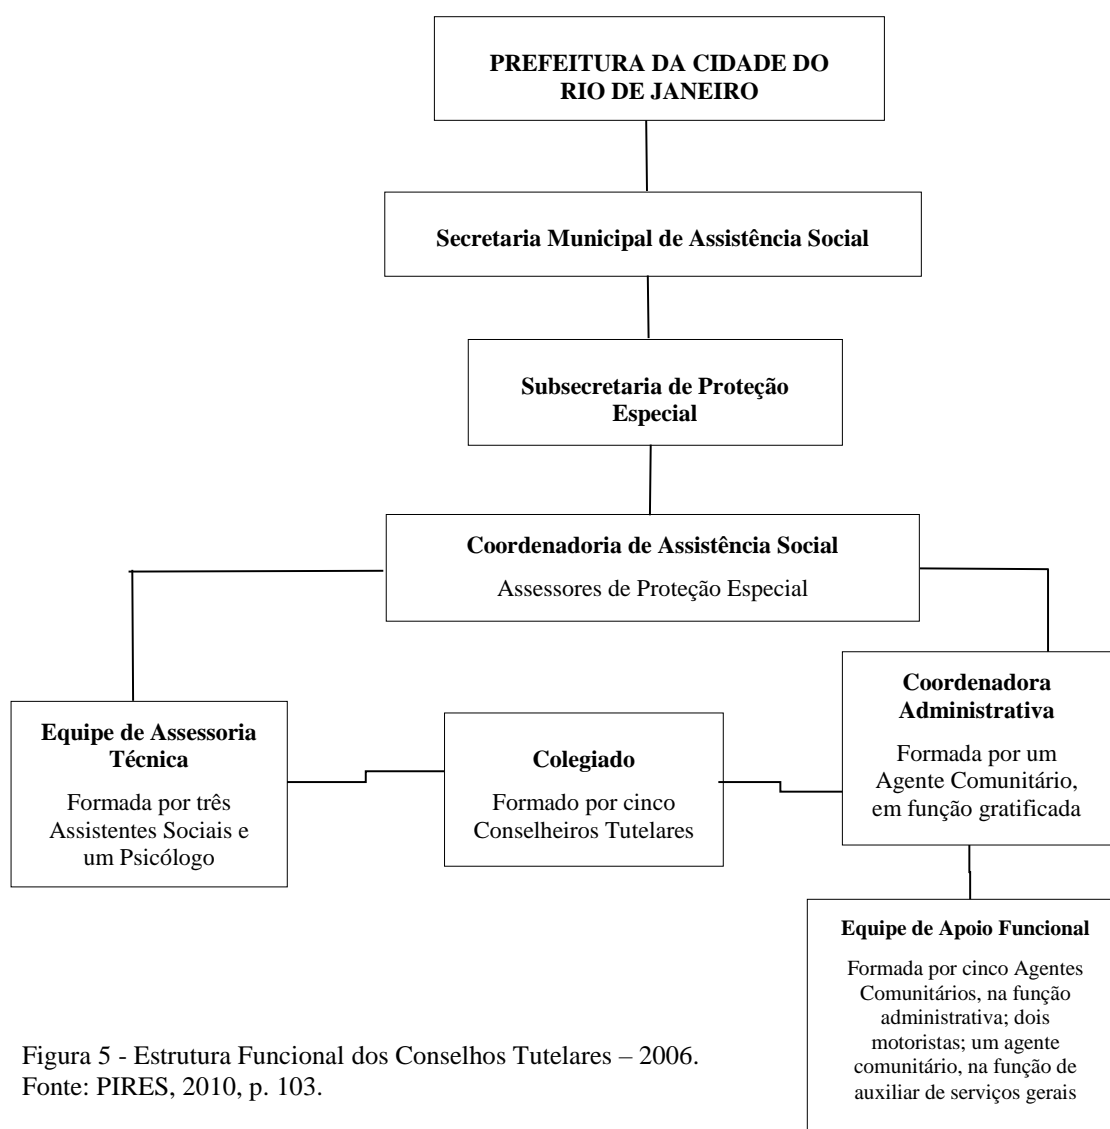 PREFEITURA DA CIDADE DO
RIO DE JANEIRO
Secretaria Municipal de Assistência Social
Subsecretaria de Proteção
Especial
Coordenadoria de Assistência Social
Assessores de Proteção Especial
Equipe de Assessoria
Técnica
Formada por três
Assistentes Sociais e
um Psicólogo
Colegiado
Formado por cinco
Conselheiros Tutelares
Coordenadora
Administrativa
Formada por um
Agente Comunitário,
em função gratificada
Equipe de Apoio Funcional
Formada por cinco Agentes
Comunitários, na função
administrativa; dois
motoristas; um agente
comunitário, na função de
auxiliar de serviços gerais
Figura 5 - Estrutura Funcional dos Conselhos Tutelares – 2006.
Fonte: PIRES, 2010, p. 103.